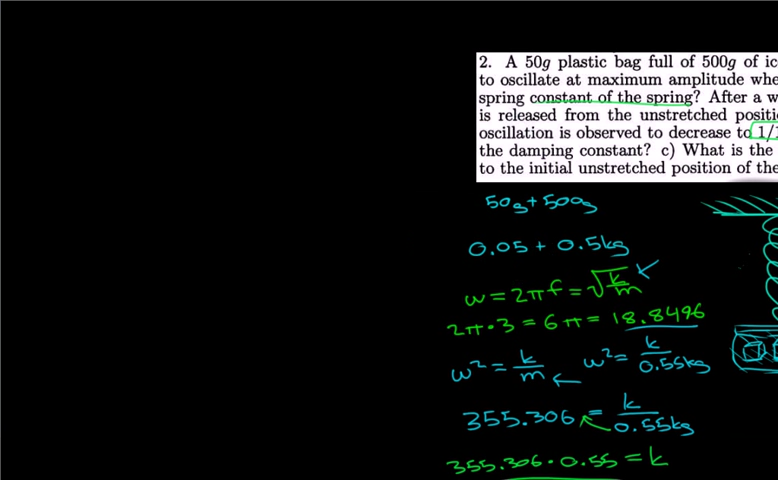 2. A 50g plastic bag full of 500g of ic
to oscillate at maximum amplitude whe
spring constant of the spring? After a w
is released from the unstretched positi
oscillation is observed to decrease to 1/
the damping constant? c) What is the
to the initial unstretched position of the
50g+500g
0.05 + 0.5kg
ω = 2πf = √k/m
2π·3 = 6π = 18.8496
ω² = k/m ω² = k/0.55kg
355.306 = k/0.55kg
355.306·0.55 = k